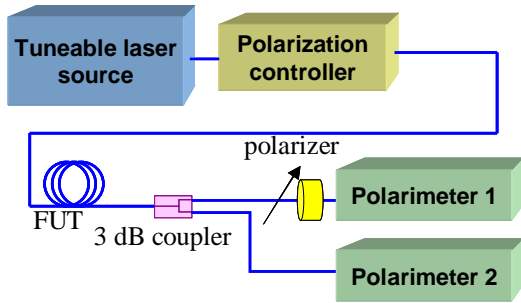 Tuneable laser
source
Polarization
controller
polarizer
FUT
3 dB coupler
Polarimeter 1
Polarimeter 2